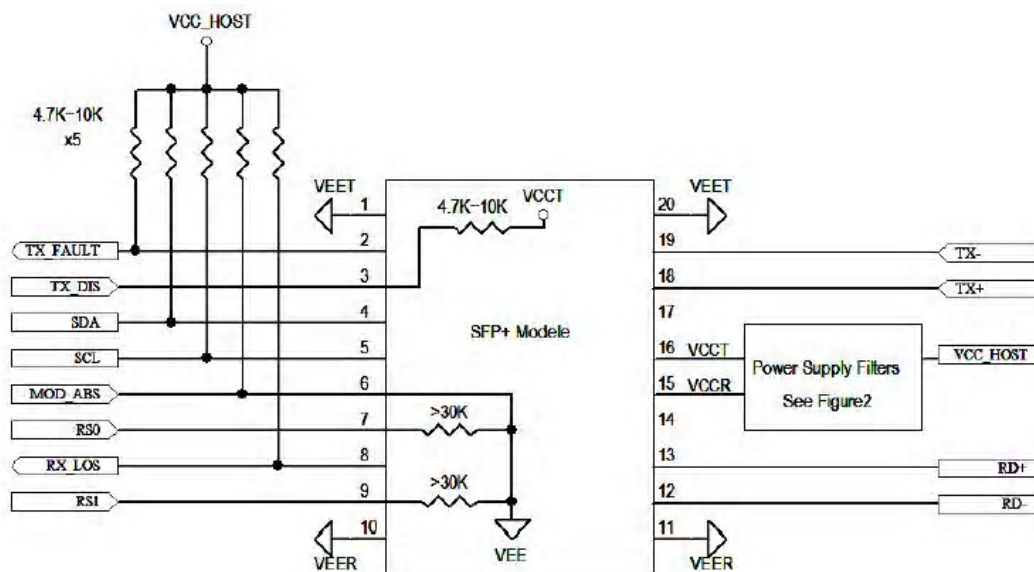 VCC_HOST
4.7K-10K
x5
VEET
1
4.7K-10K
VCCT
20
VEET
TX_FAULT
2
19
TX-
TX_DIS
3
18
TX+
SDA
4
17
SFP+ Modele
SCL
5
16
VCCT
Power Supply Filters
See Figure2
VCC_HOST
MOD_ABS
6
15
VCCR
RS0
7
>30K
14
RX_LOS
8
13
RD+
RS1
9
>30K
12
RD-
10
VEER
VEE
11
VEER